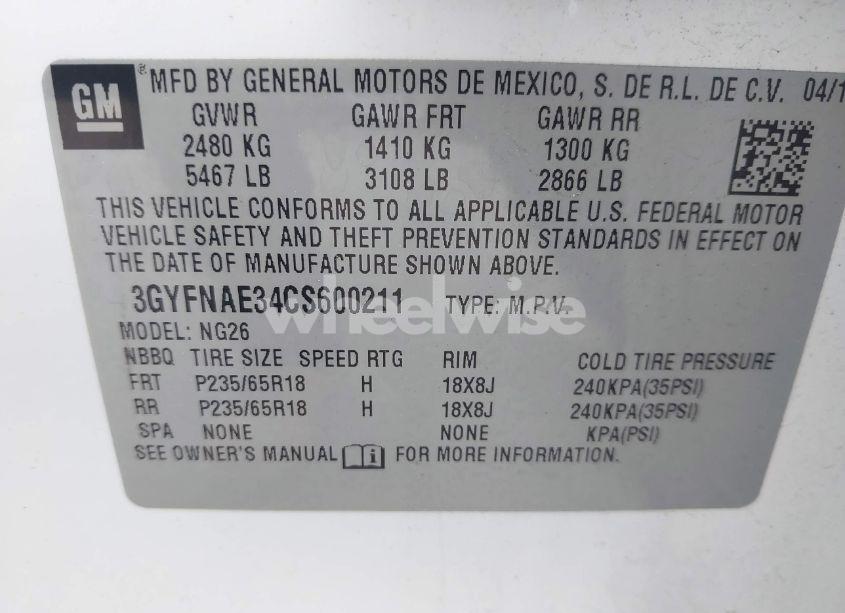 GM
® MFD BY GENERAL MOTORS DE MEXICO, S. DE R.L. DE C.V. 04/1
GVWR GAWR FRT GAWR RR
2480 KG 1410 KG 1300 KG
5467 LB 3108 LB 2866 LB
THIS VEHICLE CONFORMS TO ALL APPLICABLE U.S. FEDERAL MOTOR
VEHICLE SAFETY AND THEFT PREVENTION STANDARDS IN EFFECT ON
THE DATE OF MANUFACTURE SHOWN ABOVE.
3GYFNAE34CS600211 TYPE: M.P.V.
wheelwise
MODEL: NG26
NBBQ TIRE SIZE SPEED RTG RIM COLD TIRE PRESSURE
FRT P235/65R18 H 18X8J 240KPA(35PSI)
RR P235/65R18 H 18X8J 240KPA(35PSI)
SPA NONE NONE KPA(PSI)
SEE OWNER'S MANUAL i FOR MORE INFORMATION.